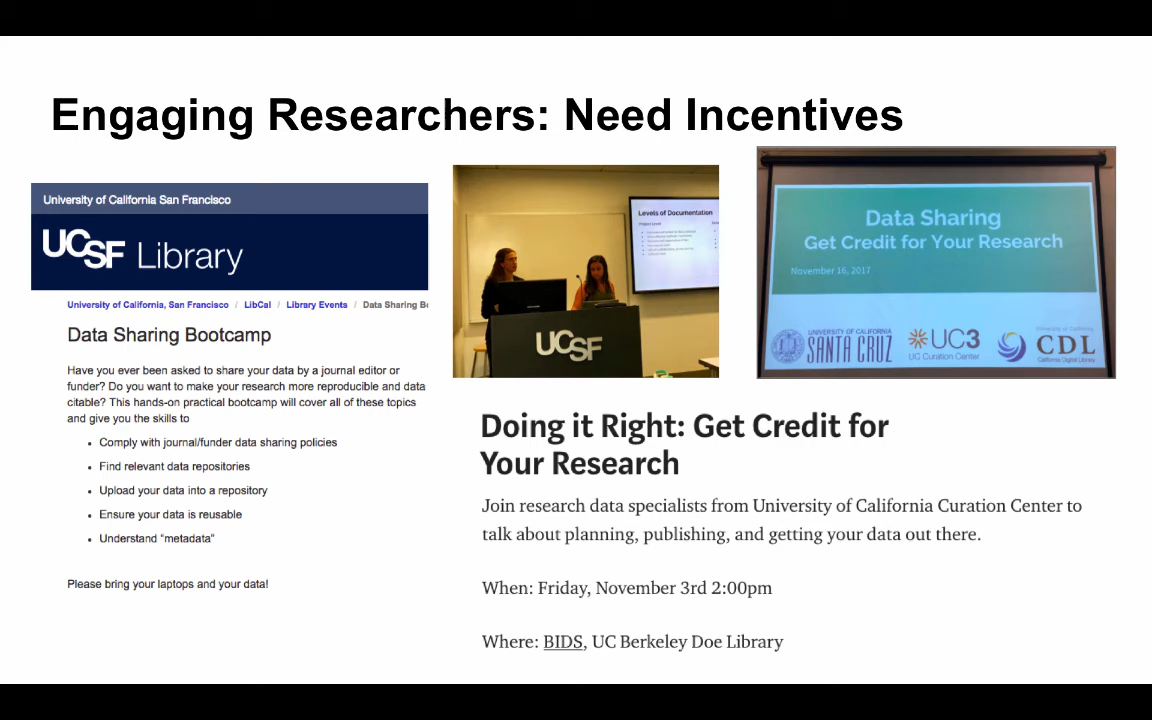 Engaging Researchers: Need Incentives
University of California San Francisco
UCSF Library
University of California, San Francisco / LibCal / Library Events / Data Sharing Bo
Data Sharing Bootcamp
Have you ever been asked to share your data by a journal editor or
funder? Do you want to make your research more reproducible and data
citable? This hands-on practical bootcamp will cover all of these topics
and give you the skills to
• Comply with journal/funder data sharing policies
• Find relevant data repositories
• Upload your data into a repository
• Ensure your data is reusable
• Understand “metadata”
Please bring your laptops and your data!
Levels of Documentation
UCSF
Data Sharing
Get Credit for Your Research
November 16, 2017
UNIVERSITY OF CALIFORNIA
SANTA CRUZ
UC3
UC Curation Center
University of California
CDL
California Digital Library
Doing it Right: Get Credit for
Your Research
Join research data specialists from University of California Curation Center to
talk about planning, publishing, and getting your data out there.
When: Friday, November 3rd 2:00pm
Where: BIDS, UC Berkeley Doe Library